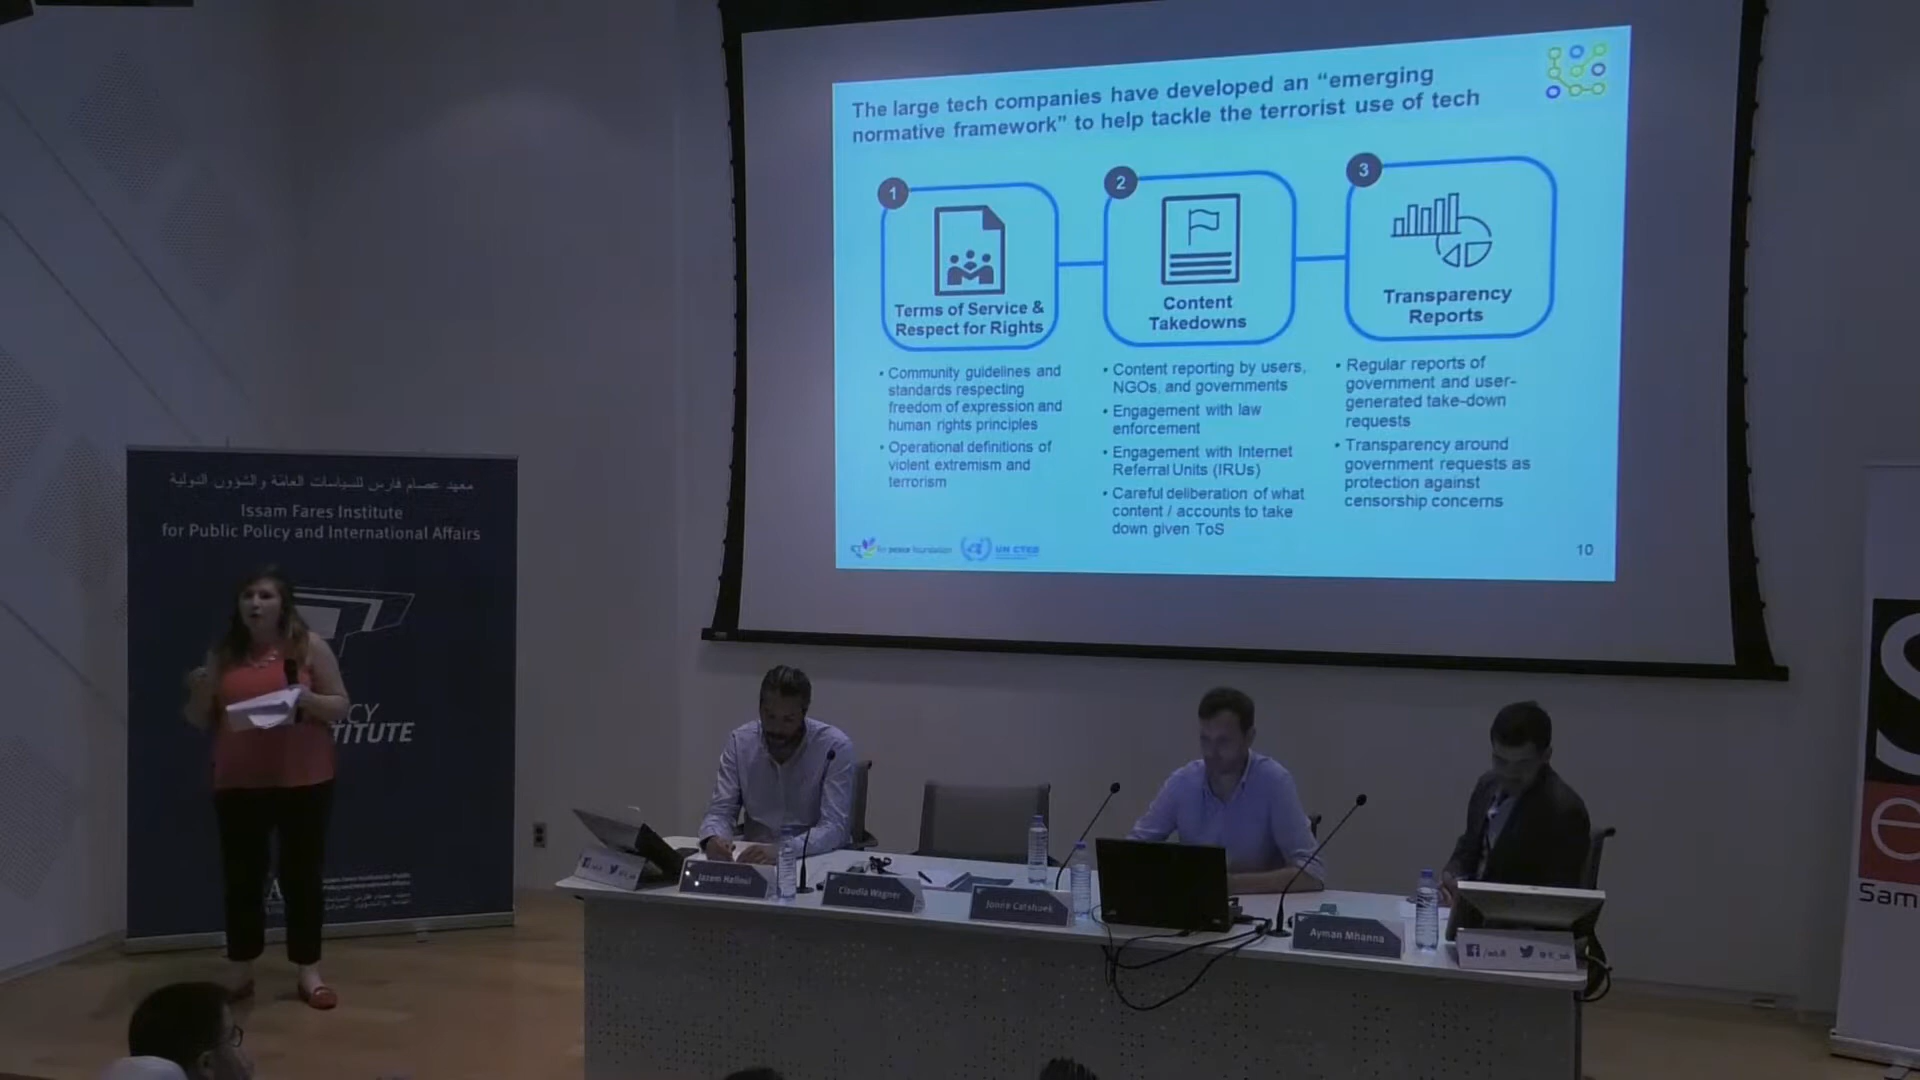 The large tech companies have developed an “emerging
normative framework” to help tackle the terrorist use of tech
1
Terms of Service &
Respect for Rights
• Community guidelines and
standards respecting
freedom of expression and
human rights principles
• Operational definitions of
violent extremism and
terrorism
2
Content
Takedowns
• Content reporting by users,
NGOs, and governments
• Engagement with law
enforcement
• Engagement with Internet
Referral Units (IRUs)
• Careful deliberation of what
content / accounts to take
down given ToS
3
Transparency
Reports
• Regular reports of
government and user-
generated take-down
requests
• Transparency around
government requests as
protection against
censorship concerns
foundation
UN CTED
10
معهد عصام فارس للسياسات العامّة والشؤون الدولية
Issam Fares Institute
for Public Policy and International Affairs
CY
TITUTE
Claudia Wagner
Ayman Mhanna
S
e
Sam